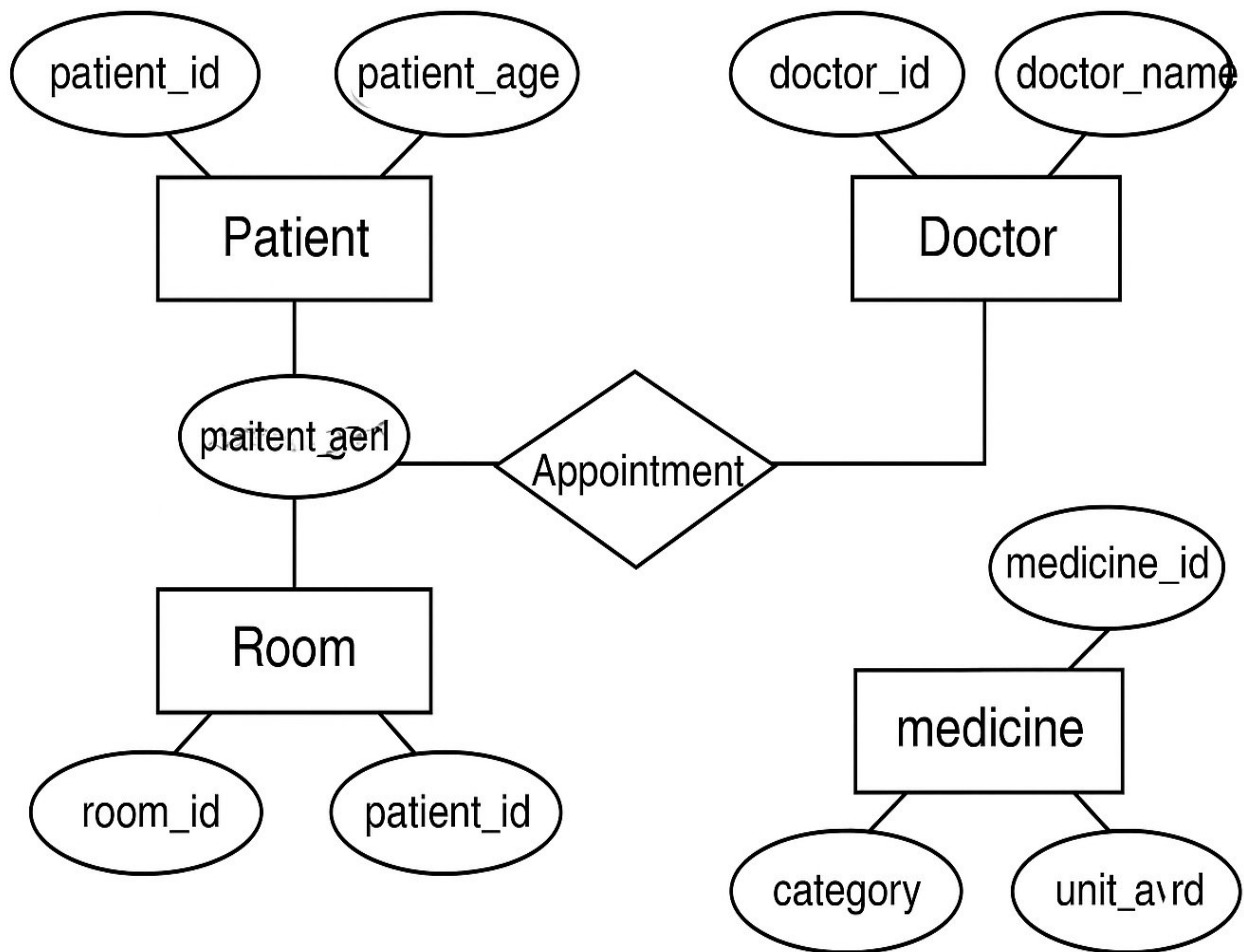 patient_id
patient_age
doctor_id
doctor_name
Patient
Doctor
Appointment
medicine_id
Room
medicine
room_id
patient_id
category